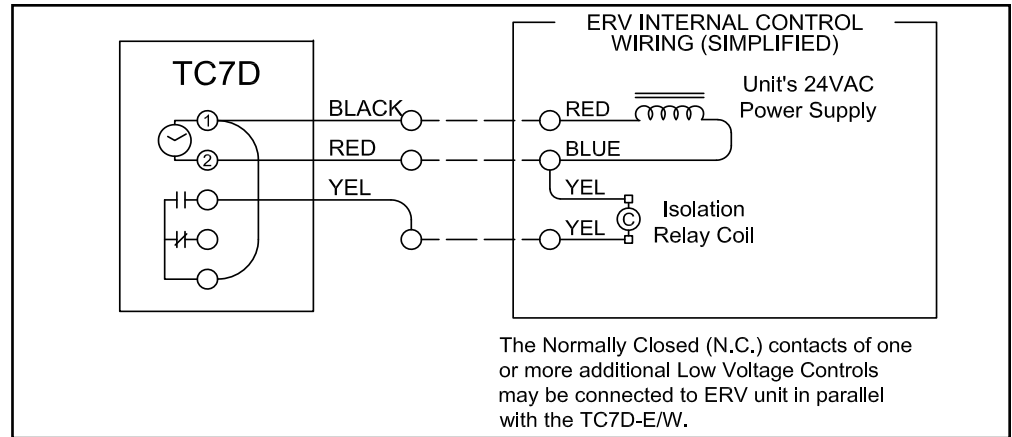 ERV INTERNAL CONTROL
WIRING (SIMPLIFIED)
TC7D
Unit's 24VAC
Power Supply
1
BLACK
RED
2
RED
BLUE
YEL
YEL
C
Isolation
Relay Coil
YEL
The Normally Closed (N.C.) contacts of one
or more additional Low Voltage Controls
may be connected to ERV unit in parallel
with the TC7D-E/W.